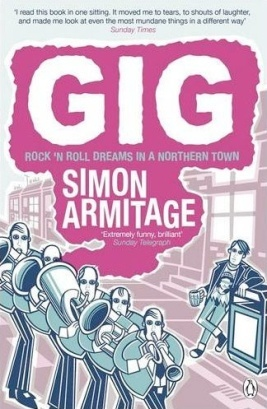 'I read this book in one sitting. It moved me to tears, to shouts of laughter,
and made me look at even the most mundane things in a different way'
Sunday Times
GIG
ROCK 'N ROLL DREAMS IN A NORTHERN TOWN
SIMON
ARMITAGE
'Extremely funny, brilliant'
Sunday Telegraph